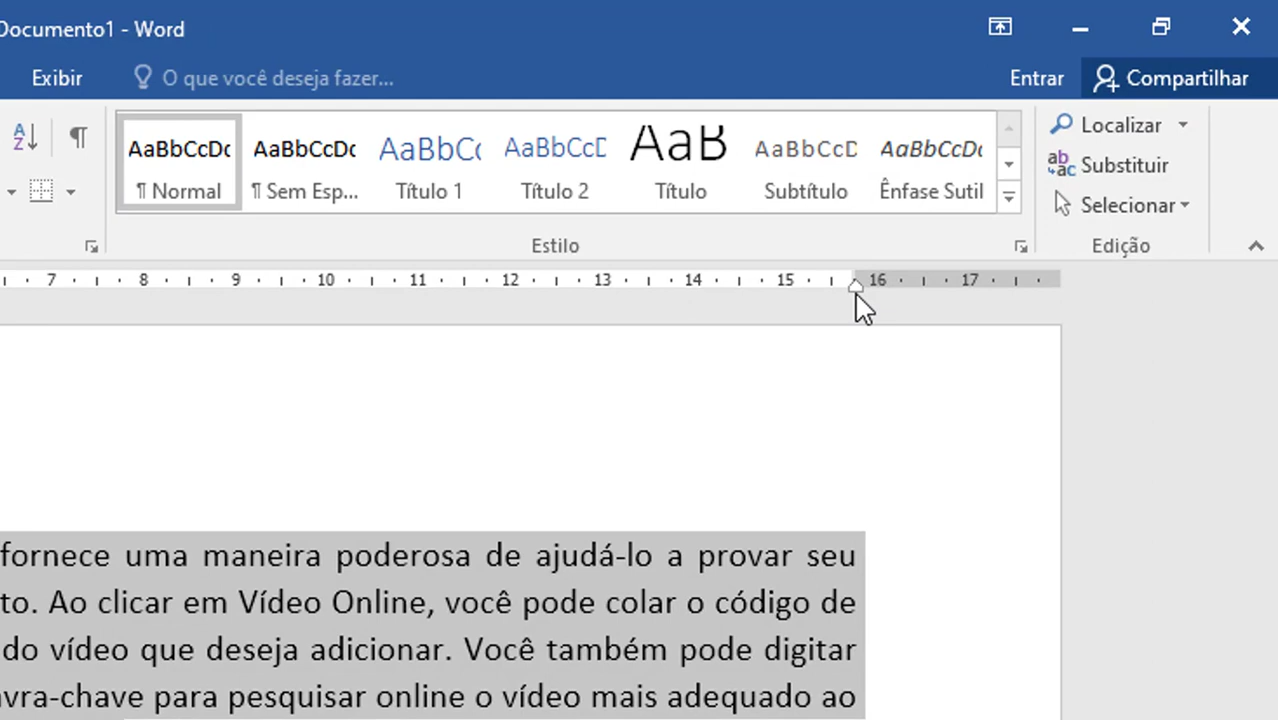 Documento1 - Word
Exibir O que você deseja fazer... Entrar Compartilhar
AaBbCcDc AaBbCcDc AaBbCc AaBbCcD AaB AaBbCcD AaBbCcDc Localizar
Substituir
¶ Normal ¶ Sem Esp... Título 1 Título 2 Título Subtítulo Ênfase Sutil Selecionar
Estilo Edição
7 8 9 10 11 12 13 14 15 16 17
fornece uma maneira poderosa de ajudá-lo a provar seu
to. Ao clicar em Vídeo Online, você pode colar o código de
do vídeo que deseja adicionar. Você também pode digitar
avra-chave para pesquisar online o vídeo mais adequado ao